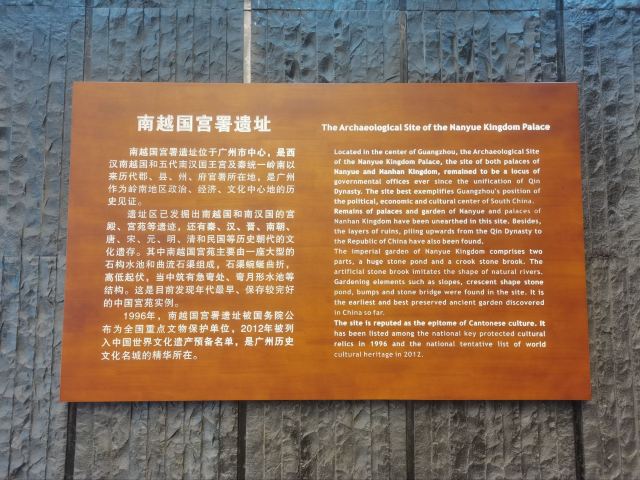 南越国宫署遗址
南越国宫署遗址位于广州市中心，是西
汉南越国和五代南汉国王宫及秦统一岭南以
来历代郡、县、州、府官署所在地，是广州
作为岭南地区政治、经济、文化中心地的历
史见证。
遗址区已发掘出南越国和南汉国的宫
殿、宫苑等遗迹，还有秦、汉、晋、南朝、
唐、宋、元、明、清和民国等历史朝代的文
化遗存。其中南越国宫苑主要由一座大型的
石构水池和曲流石渠组成，石渠蜿蜒曲折，
高低起伏，当中筑有急弯处、弯月形水池等
结构。这是目前发现年代最早、保存较完好
的中国宫苑实例。
1996年，南越国宫署遗址被国务院公
布为全国重点文物保护单位，2012年被列
入中国世界文化遗产预备名单，是广州历史
文化名城的精华所在。
The Archaeological Site of the Nanyue Kingdom Palace
Located in the center of Guangzhou, the Archaeological Site
of the Nanyue Kingdom Palace, the site of both palaces of
Nanyue and Nanhan Kingdom, remained to be a locus of
governmental offices ever since the unification of Qin
Dynasty. The site best exemplifies Guangzhou's position of
the political, economic and cultural center of South China.
Remains of palaces and garden of Nanyue and palaces of
Nanhan Kingdom have been unearthed in this site. Besides,
the layers of ruins, piling upwards from the Qin Dynasty to
the Republic of China have also been found.
The imperial garden of Nanyue Kingdom comprises two
parts, a huge stone pond and a crook stone brook. The
artificial stone brook imitates the shape of natural rivers.
Gardening elements such as slopes, crescent shape stone
pond, bumps and stone bridge were found in the site. It is
the earliest and best preserved ancient garden discovered
in China so far.
The site is reputed as the epitome of Cantonese culture. It
has been listed among the national key protected cultural
relics in 1996 and the national tentative list of world
cultural heritage in 2012.